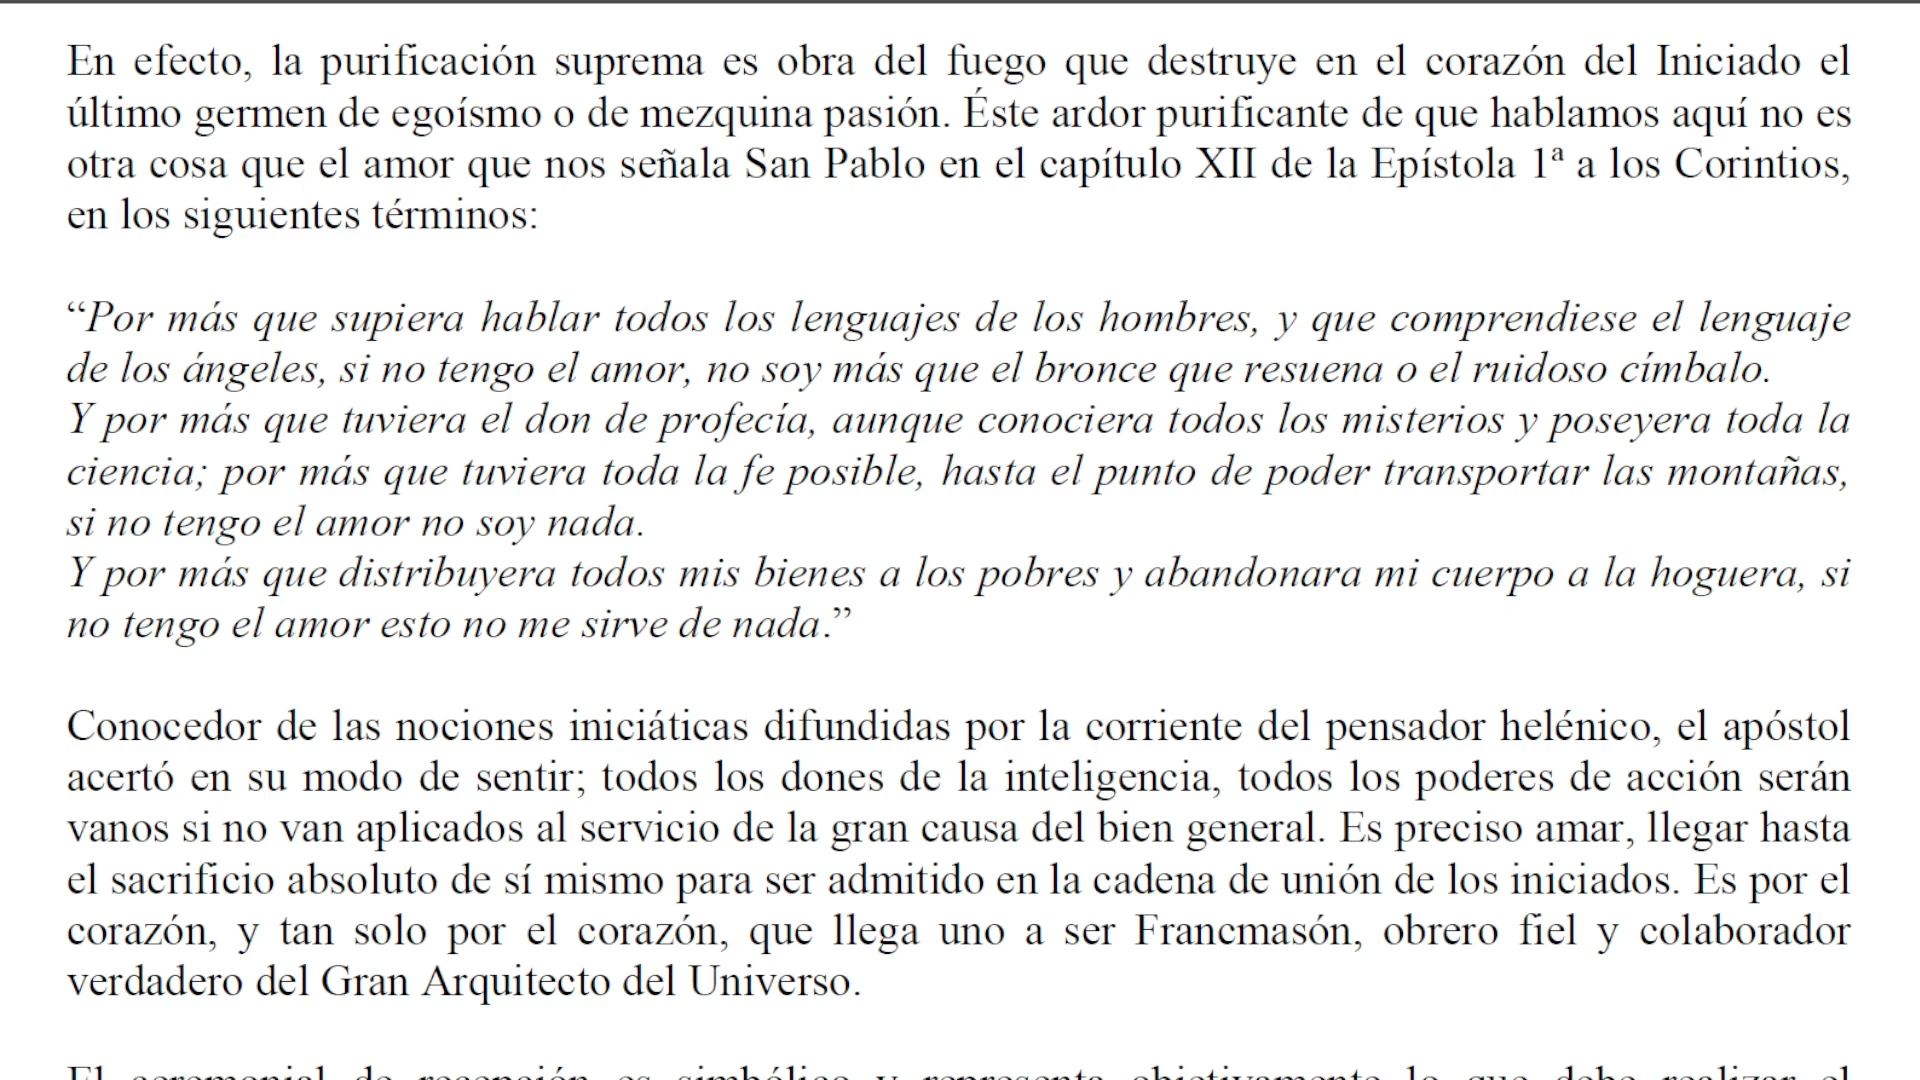 En efecto, la purificación suprema es obra del fuego que destruye en el corazón del Iniciado el
último germen de egoísmo o de mezquina pasión. Éste ardor purificante de que hablamos aquí no es
otra cosa que el amor que nos señala San Pablo en el capítulo XII de la Epístola 1ª a los Corintios,
en los siguientes términos:
“Por más que supiera hablar todos los lenguajes de los hombres, y que comprendiese el lenguaje
de los ángeles, si no tengo el amor, no soy más que el bronce que resuena o el ruidoso címbalo.
Y por más que tuviera el don de profecía, aunque conociera todos los misterios y poseyera toda la
ciencia; por más que tuviera toda la fe posible, hasta el punto de poder transportar las montañas,
si no tengo el amor no soy nada.
Y por más que distribuyera todos mis bienes a los pobres y abandonara mi cuerpo a la hoguera, si
no tengo el amor esto no me sirve de nada.”
Conocedor de las nociones iniciáticas difundidas por la corriente del pensador helénico, el apóstol
acertó en su modo de sentir; todos los dones de la inteligencia, todos los poderes de acción serán
vanos si no van aplicados al servicio de la gran causa del bien general. Es preciso amar, llegar hasta
el sacrificio absoluto de sí mismo para ser admitido en la cadena de unión de los iniciados. Es por el
corazón, y tan solo por el corazón, que llega uno a ser Francmasón, obrero fiel y colaborador
verdadero del Gran Arquitecto del Universo.
El ceremonial de recepción es simbólico y representa objetivamente lo que debe realizar el